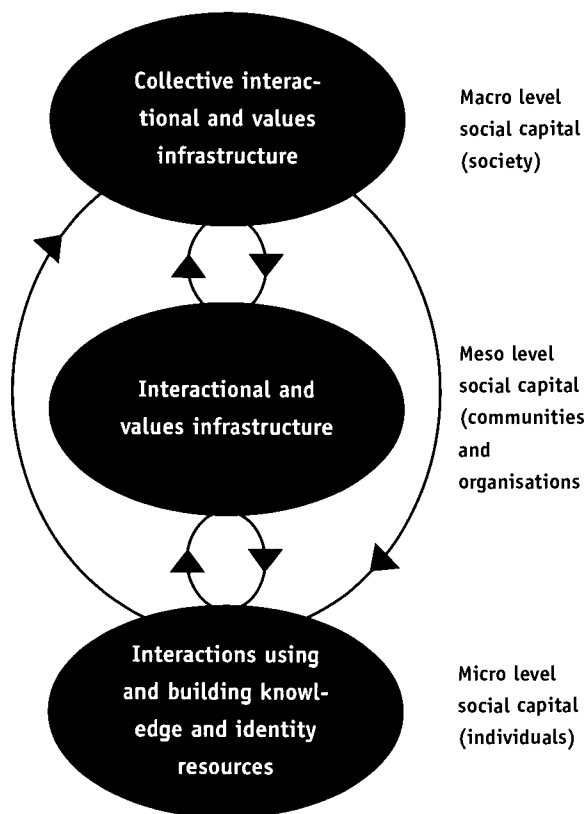 Collective interac-
tional and values
infrastructure
Macro level
social capital
(society)
Interactional and
values infrastructure
Meso level
social capital
(communities
and
organisations
Interactions using
and building knowl-
edge and identity
resources
Micro level
social capital
(individuals)